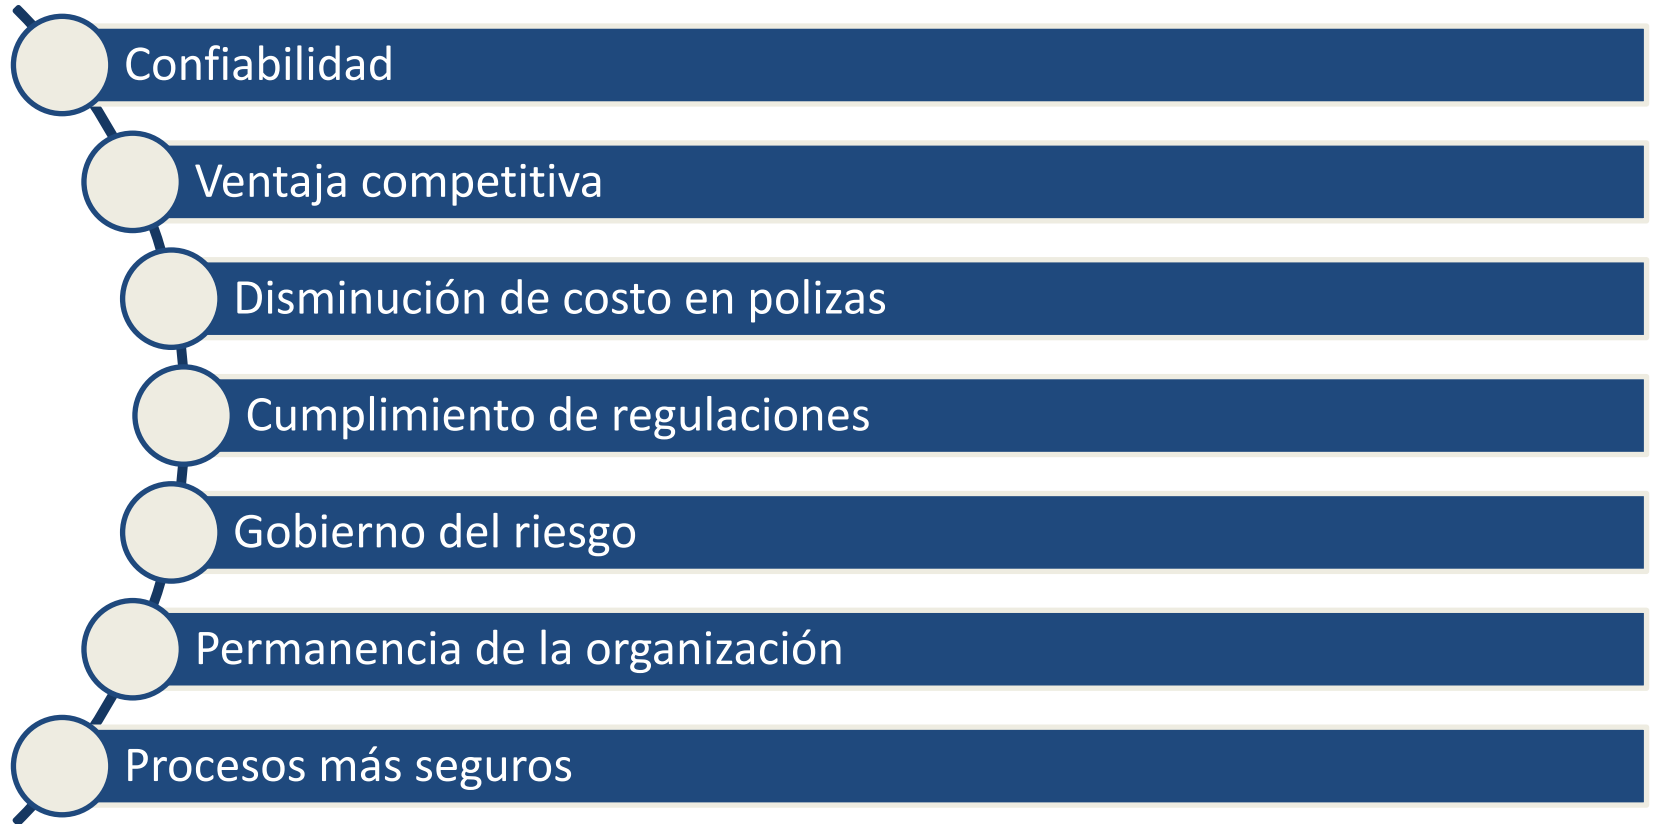 Confiabilidad
Ventaja competitiva
Disminución de costo en polizas
Cumplimiento de regulaciones
Gobierno del riesgo
Permanencia de la organización
Procesos más seguros